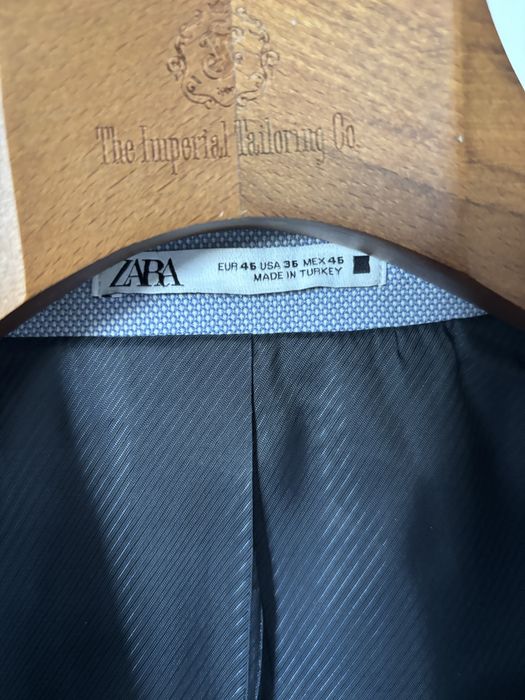 The Imperial Tailoring Co.
ZARA
EUR 46 USA 36 MEX 46
MADE IN TURKEY